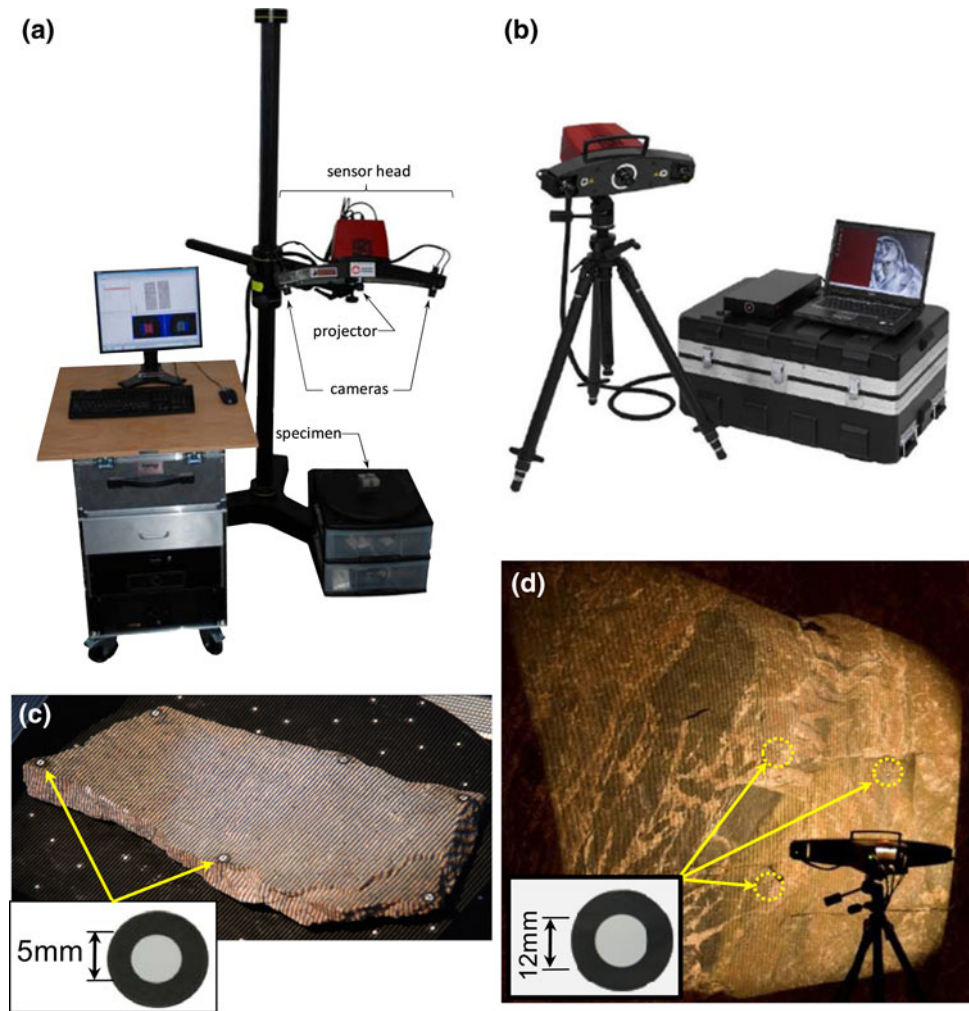 (a)
(b)
sensor head
projector
cameras
specimen
(c)
(d)
5mm
12mm